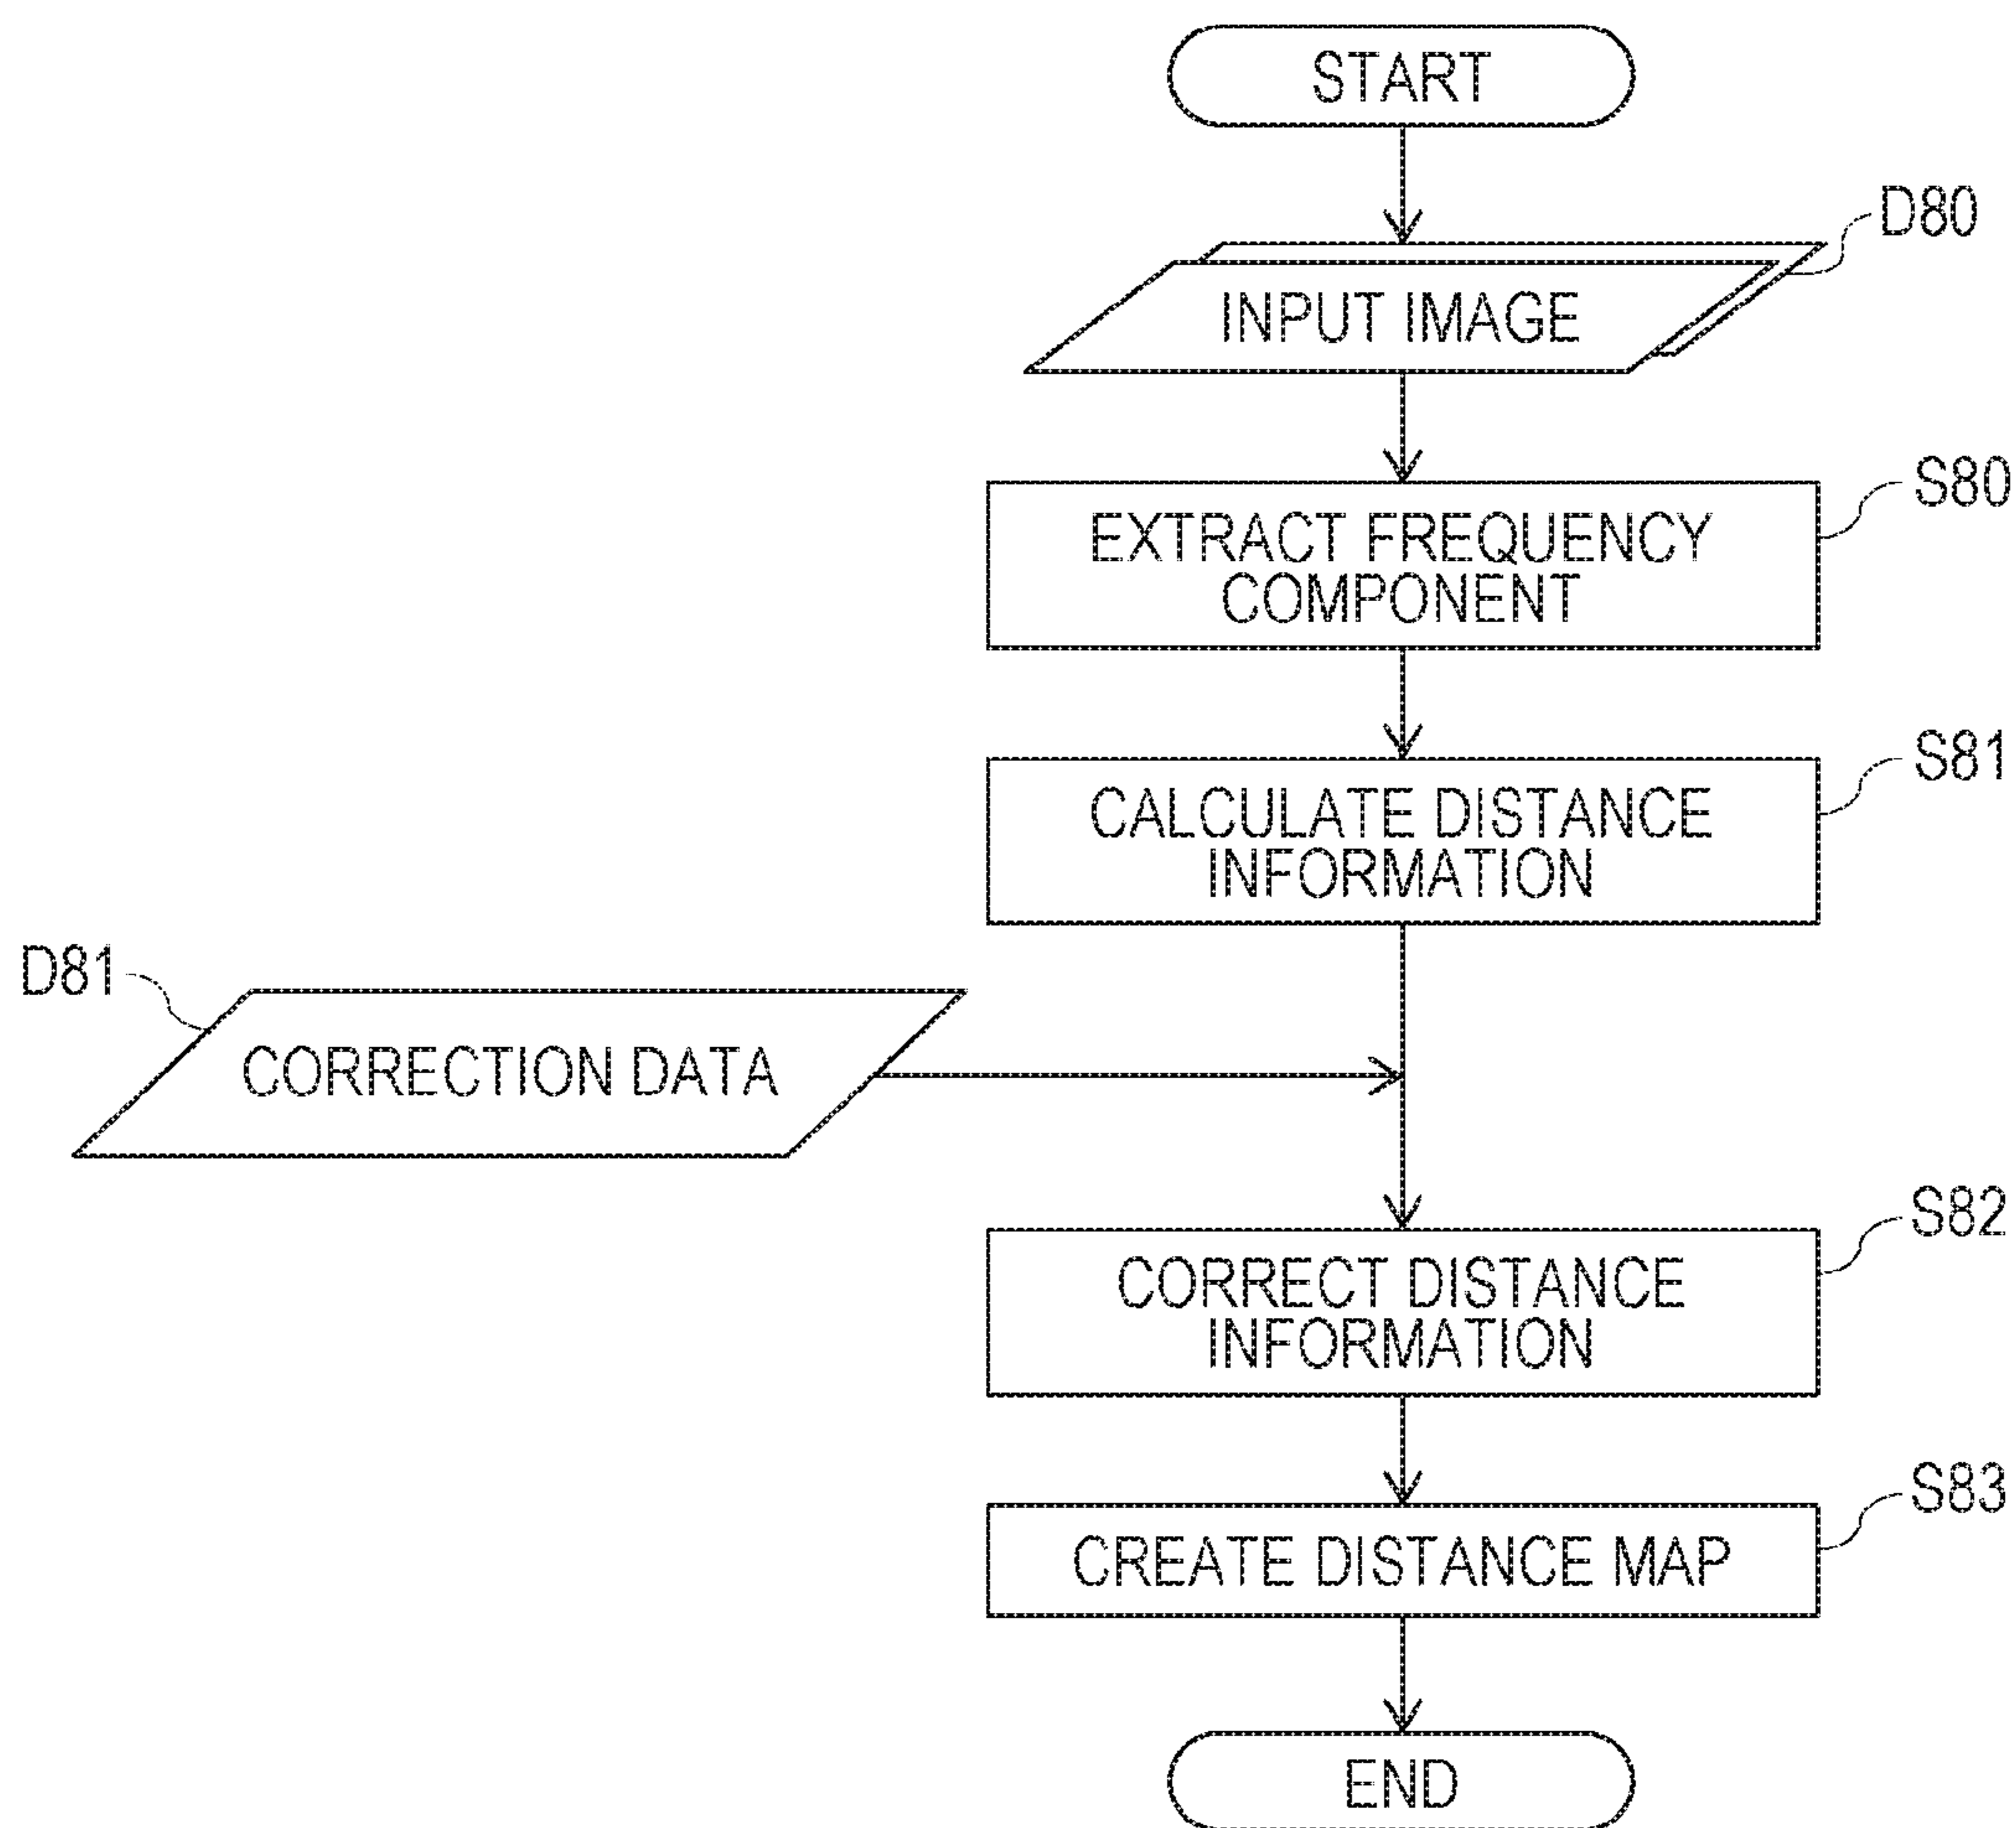 START
D80
INPUT IMAGE
S80
EXTRACT FREQUENCY
COMPONENT
S81
CALCULATE DISTANCE
INFORMATION
D81
CORRECTION DATA
S82
CORRECT DISTANCE
INFORMATION
S83
CREATE DISTANCE MAP
END